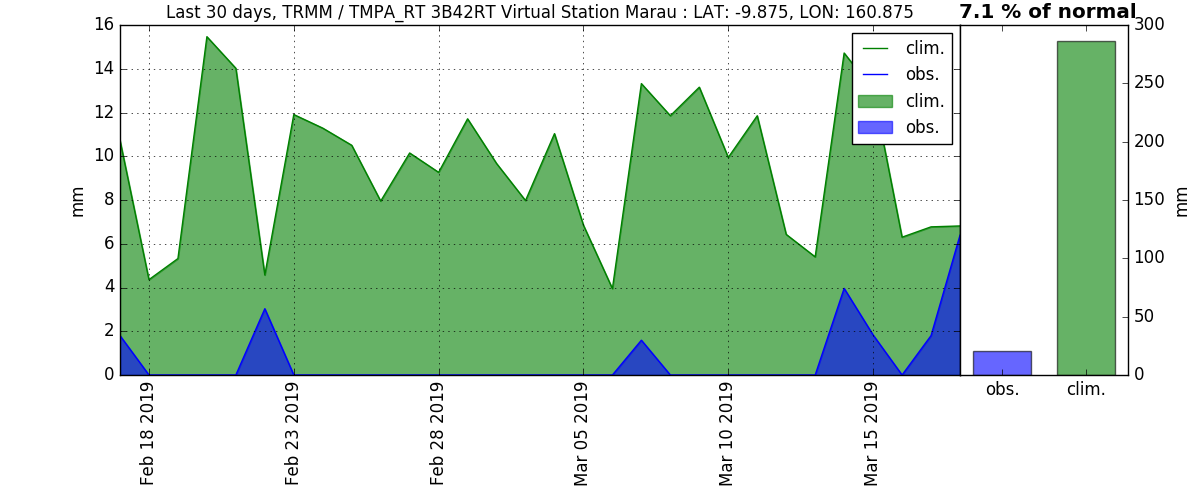 Last 30 days, TRMM / TMPA_RT 3B42RT Virtual Station Marau : LAT: -9.875, LON: 160.875
7.1 % of normal
16
14
12
10
8
6
4
2
0
mm
clim.
obs.
clim.
obs.
Feb 18 2019
Feb 23 2019
Feb 28 2019
Mar 05 2019
Mar 10 2019
Mar 15 2019
300
250
200
150
100
50
0
mm
obs.
clim.